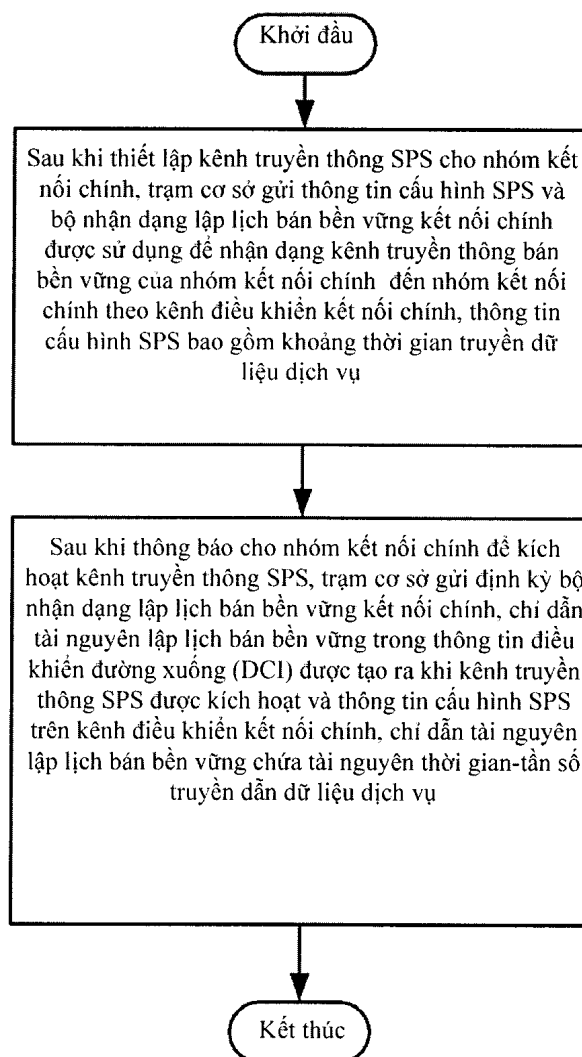 Khởi đầu
Sau khi thiết lập kênh truyền thông SPS cho nhóm kết
nối chính, trạm cơ sở gửi thông tin cấu hình SPS và
bộ nhận dạng lập lịch bán bền vững kết nối chính
được sử dụng để nhận dạng kênh truyền thông bán
bền vững của nhóm kết nối chính đến nhóm kết nối
chính theo kênh điều khiển kết nối chính, thông tin
cấu hình SPS bao gồm khoảng thời gian truyền dữ
liệu dịch vụ
Sau khi thông báo cho nhóm kết nối chính để kích
hoạt kênh truyền thông SPS, trạm cơ sở gửi định kỳ bộ
nhận dạng lập lịch bán bền vững kết nối chính, chỉ dẫn
tài nguyên lập lịch bán bền vững trong thông tin điều
khiển đường xuống (DCI) được tạo ra khi kênh truyền
thông SPS được kích hoạt và thông tin cấu hình SPS
trên kênh điều khiển kết nối chính, chỉ dẫn tài nguyên
lập lịch bán bền vững chứa tài nguyên thời gian-tần số
truyền dẫn dữ liệu dịch vụ
Kết thúc